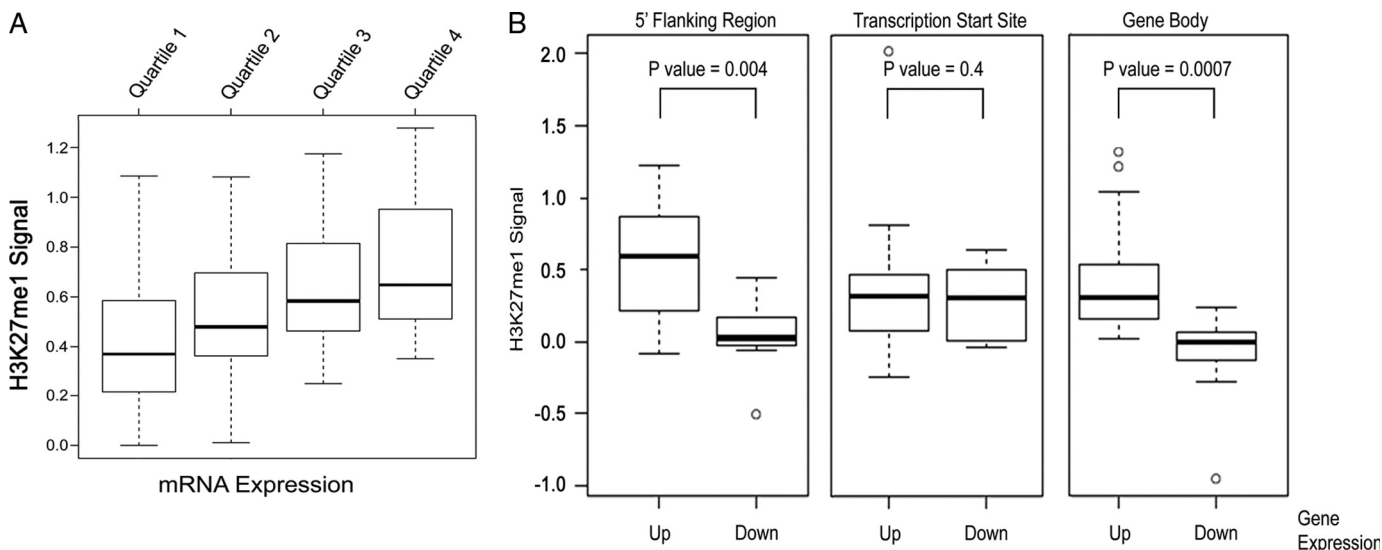 A
Quartile 1
Quartile 2
Quartile 3
Quartile 4
H3K27me1 Signal
1.2
1.0
0.8
0.6
0.4
0.2
0.0
mRNA Expression
B
5' Flanking Region
Transcription Start Site
Gene Body
H3K27me1 Signal
2.0
1.5
1.0
0.5
0.0
-0.5
-1.0
P value = 0.004
P value = 0.4
P value = 0.0007
Up
Down
Up
Down
Up
Down
Gene
Expression